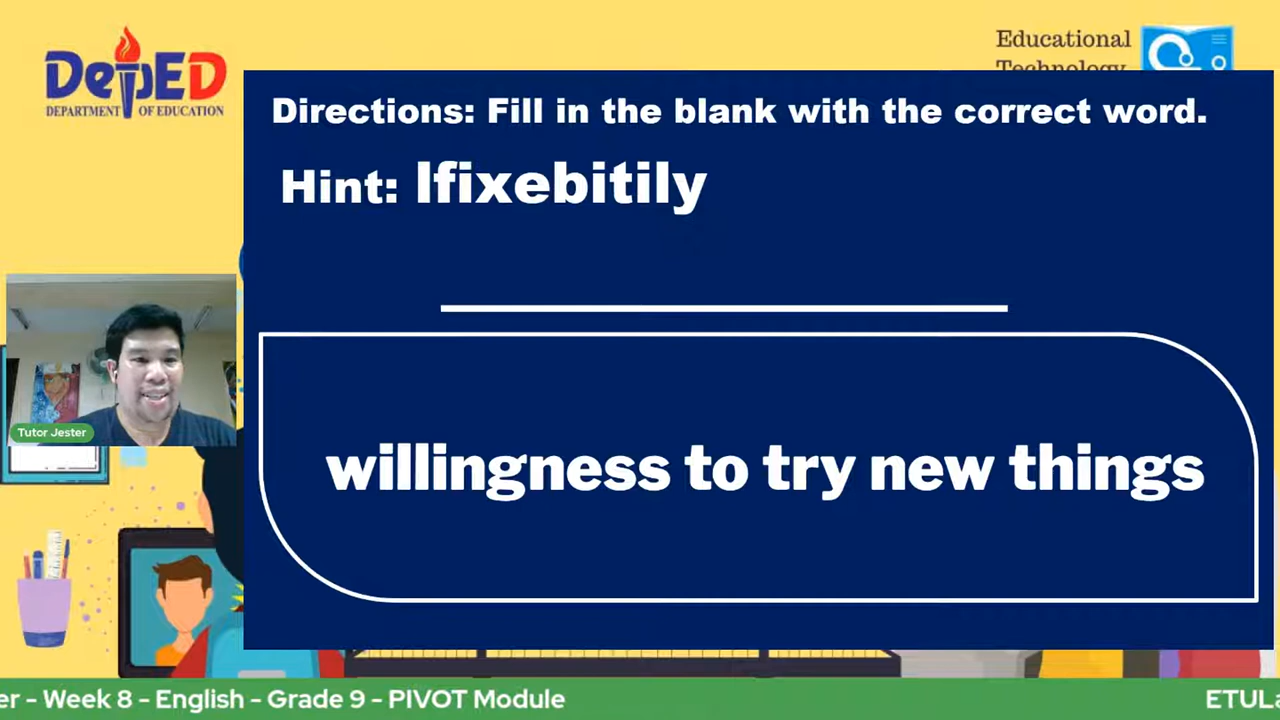 DepED
DEPARTMENT OF EDUCATION
Educational
Technology
Directions: Fill in the blank with the correct word.
Hint: lfixebitily
willingness to try new things
Tutor Jester
er - Week 8 - English - Grade 9 - PIVOT Module
ETULa